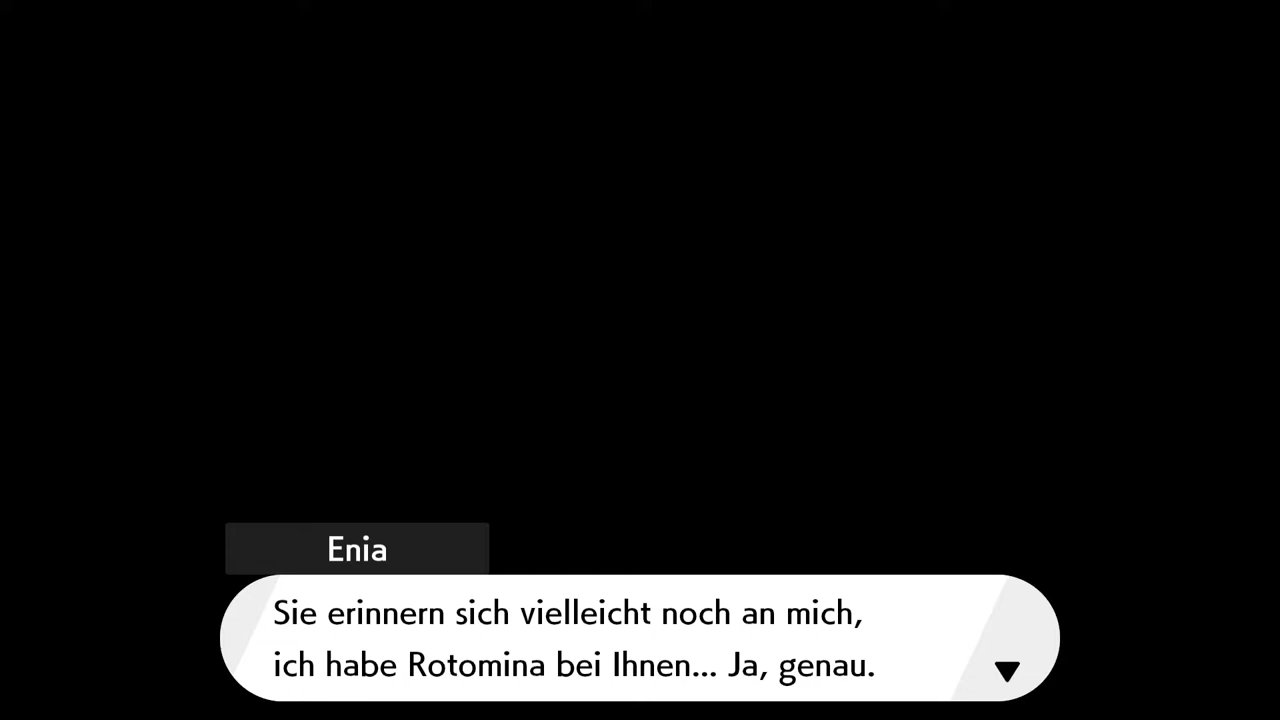 Enia
Sie erinnern sich vielleicht noch an mich,
ich habe Rotomina bei Ihnen... Ja, genau.